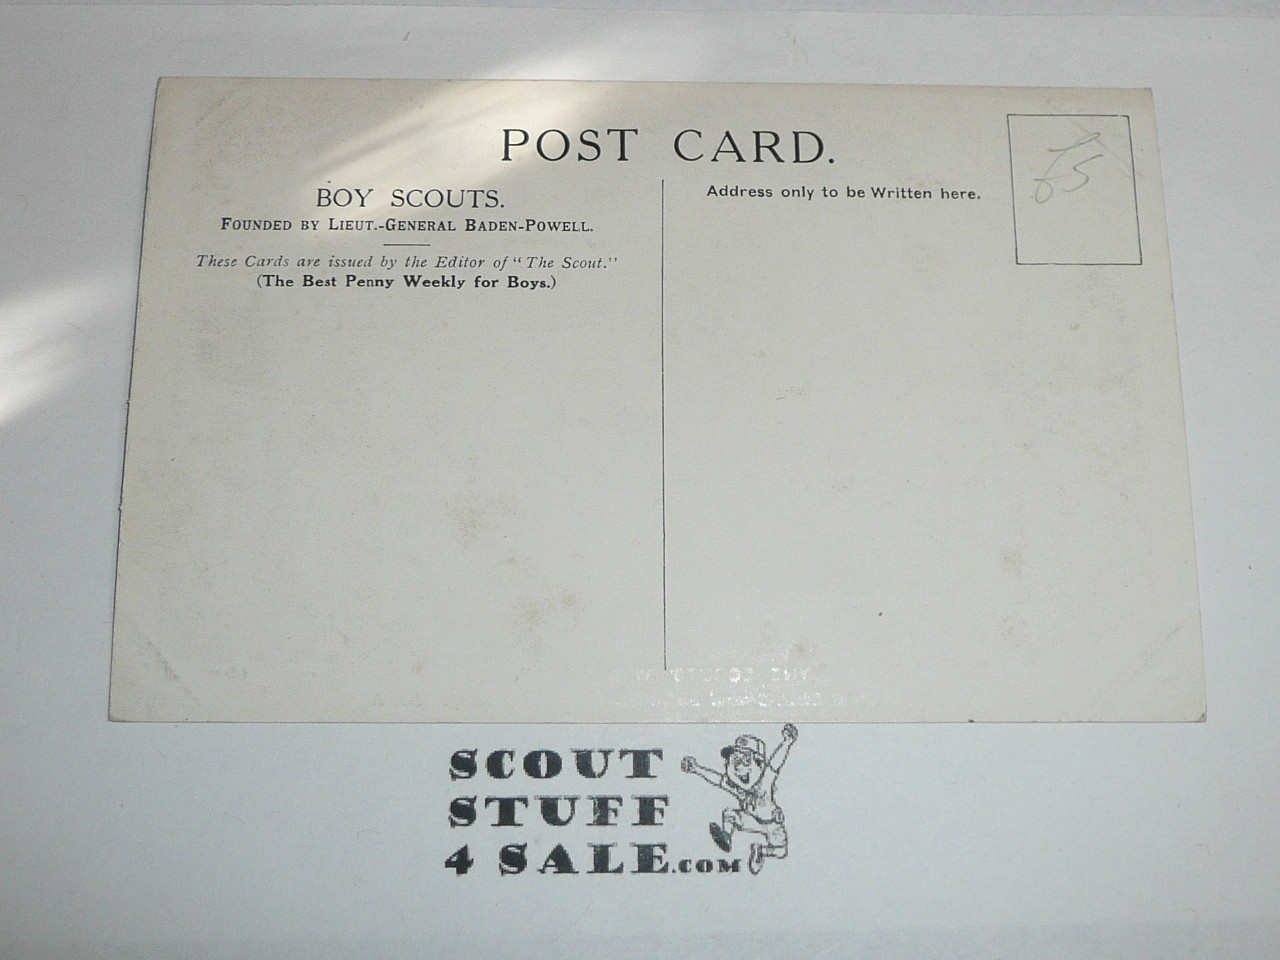 POST CARD.
BOY SCOUTS.
FOUNDED BY LIEUT.-GENERAL BADEN-POWELL.
These Cards are issued by the Editor of "The Scout."
(The Best Penny Weekly for Boys.)
Address only to be Written here.
SCOUT
STUFF
4 SALE.COM